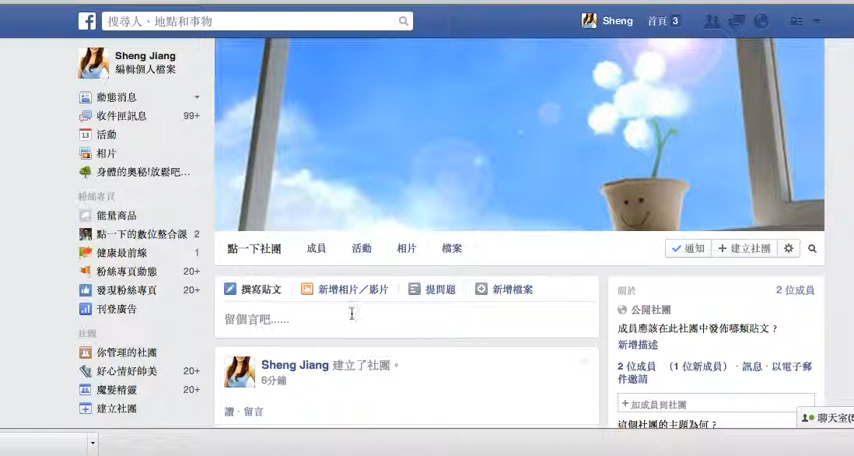 搜尋人、地點和事物
Sheng 首頁 3
Sheng Jiang
編輯個人檔案
動態消息
收件匣訊息 99+
13 活動
相片
身體的奧秘!放鬆吧...
粉絲專頁
能量商品
點一下的數位整合課 2
健康最前線 1
粉絲專頁動態 20+
發現粉絲專頁 20+
刊登廣告
社團
你管理的社團
好心情好帥美 20+
魔髮精靈 20+
建立社團
點一下社團 成員 活動 相片 檔案
通知 + 建立社團
撰寫貼文 新增相片／影片 提問題 新增檔案
留個言吧......
Sheng Jiang 建立了社團。
6分鐘
讚 · 留言
關於 2 位成員
公開社團
成員應該在此社團中發佈哪類貼文？
新增描述
2 位成員 （1 位新成員） · 訊息 · 以電子郵
件邀請
+ 加成員到社團
這個社團的主題為何？
聊天室